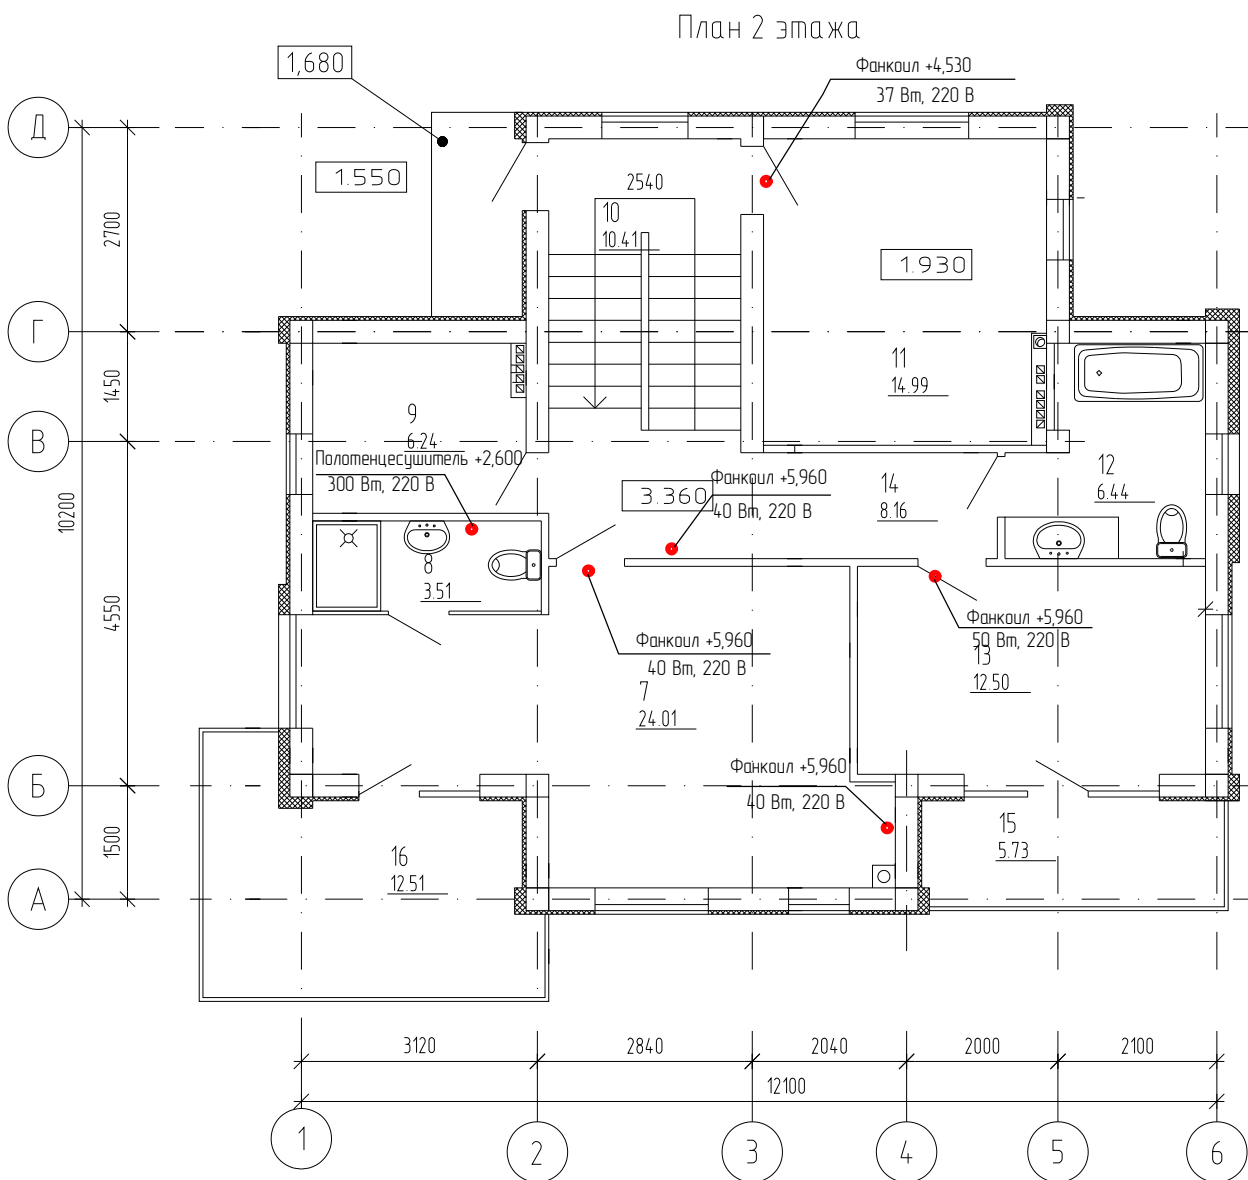 План 2 этажа
1,680
Фанкоил +4,530
37 Вт, 220 В
Д
1.550
2540
10
10.41
2700
1.930
Г
11
14.99
1450
9
6.24
В
Полотенцесушитель +2,600
300 Вт, 220 В
Фанкоил +5,960
40 Вт, 220 В
3.360
14
8.16
12
6.44
10200
8
3.51
4550
Фанкоил +5,960
40 Вт, 220 В
Фанкоил +5,960
50 Вт, 220 В
13
12.50
7
24.01
Б
Фанкоил +5,960
40 Вт, 220 В
1500
15
5.73
16
12.51
А
3120
2840
2040
2000
2100
12100
1
2
3
4
5
6